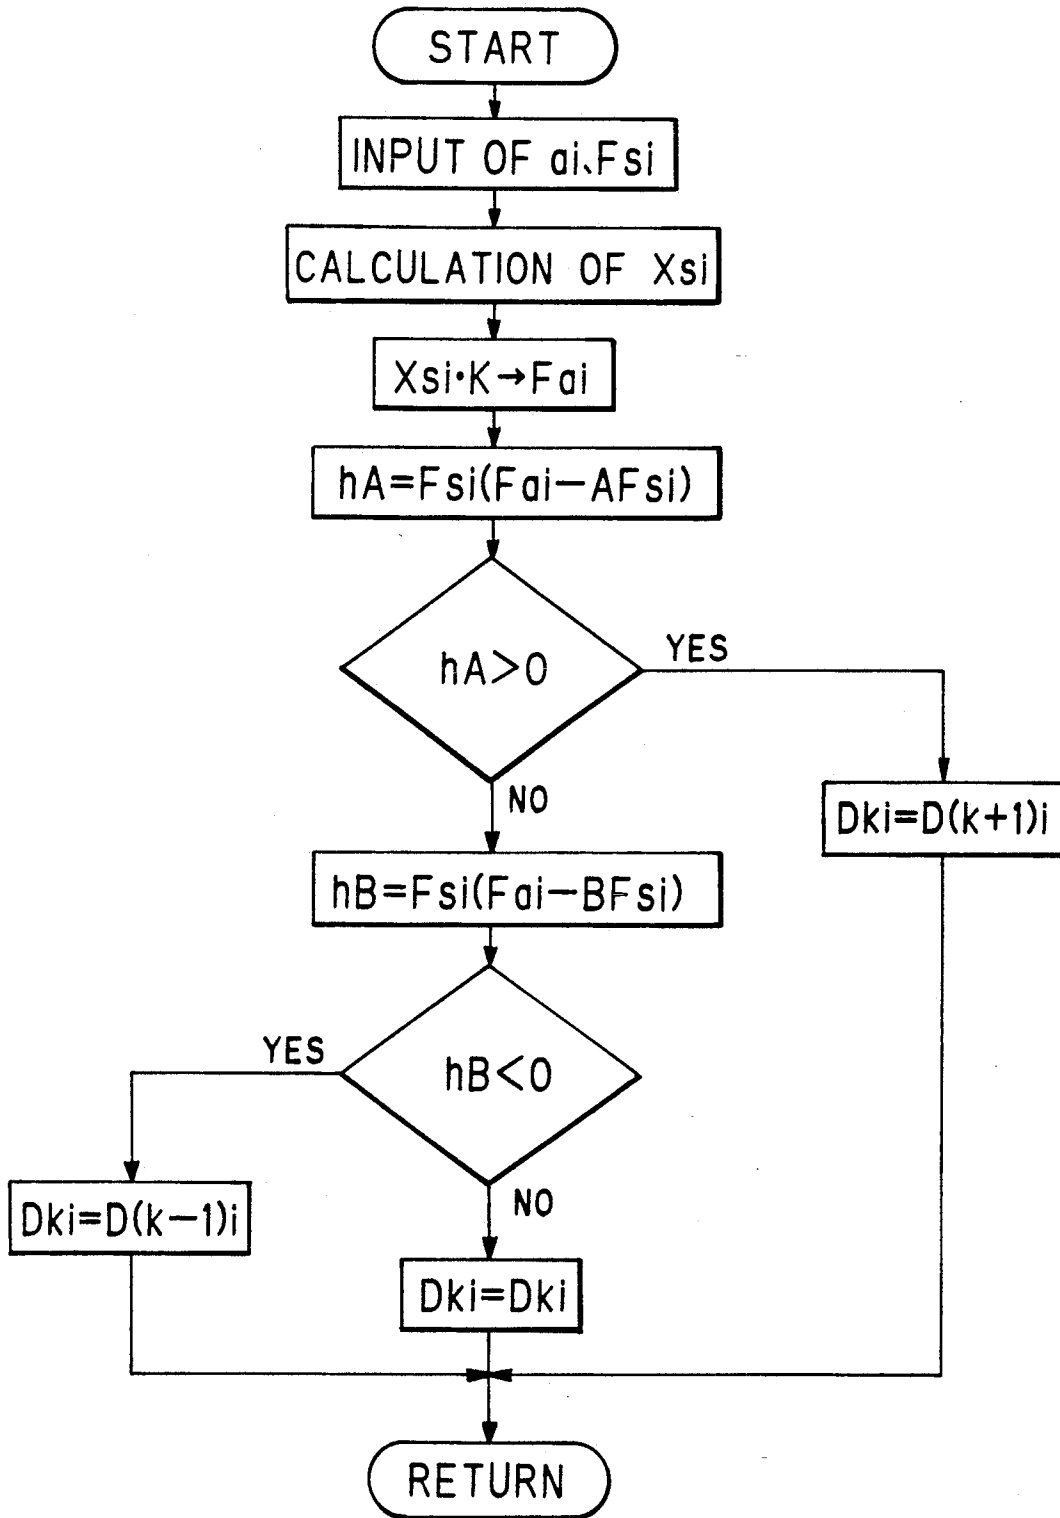 START
INPUT OF ai、Fsi
CALCULATION OF Xsi
Xsi·K→Fai
hA=Fsi(Fai−AFsi)
hA>0
YES
NO
Dki=D(k+1)i
hB=Fsi(Fai−BFsi)
hB<0
YES
NO
Dki=D(k−1)i
Dki=Dki
RETURN